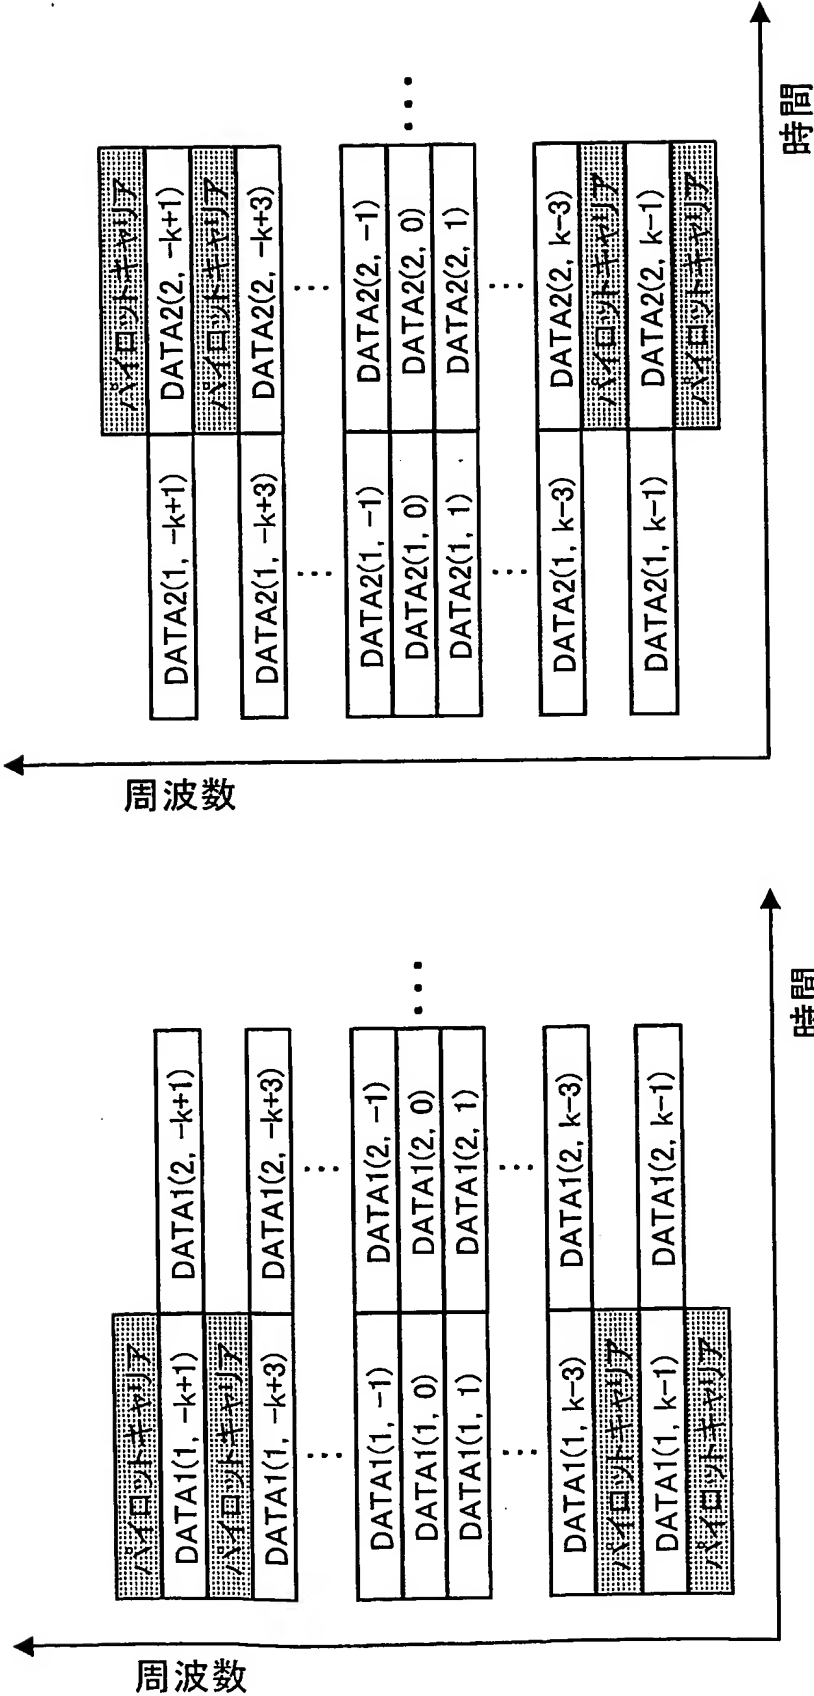 周波数
パイロットキャリア
DATA1(1, -k+1)
DATA1(2, -k+1)
パイロットキャリア
DATA1(1, -k+3)
DATA1(2, -k+3)
...
...
DATA1(1, -1)
DATA1(2, -1)
DATA1(1, 0)
DATA1(2, 0)
...
DATA1(1, 1)
DATA1(2, 1)
...
...
DATA1(1, k-3)
DATA1(2, k-3)
パイロットキャリア
DATA1(1, k-1)
DATA1(2, k-1)
パイロットキャリア
時間
周波数
パイロットキャリア
DATA2(1, -k+1)
DATA2(2, -k+1)
パイロットキャリア
DATA2(1, -k+3)
DATA2(2, -k+3)
...
...
DATA2(1, -1)
DATA2(2, -1)
DATA2(1, 0)
DATA2(2, 0)
...
DATA2(1, 1)
DATA2(2, 1)
...
...
DATA2(1, k-3)
DATA2(2, k-3)
パイロットキャリア
DATA2(1, k-1)
DATA2(2, k-1)
パイロットキャリア
時間